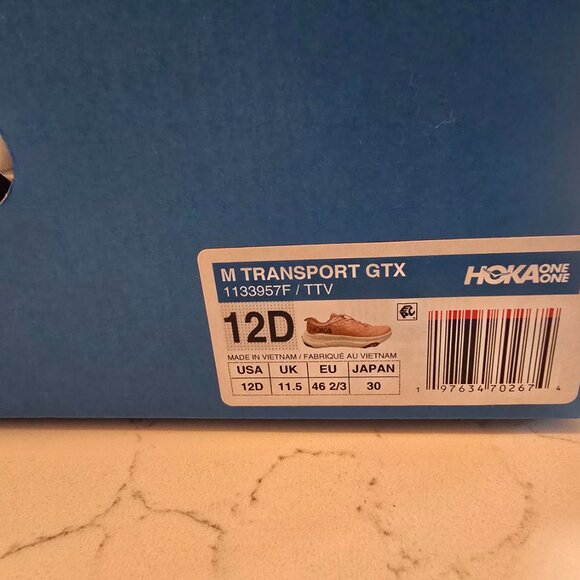 M TRANSPORT GTX
HOKA ONE ONE
1133957F / TTV
12D
MADE IN VIETNAM / FABRIQUÉ AU VIETNAM
USA UK EU JAPAN
12D 11.5 46 2/3 30
1 97634 70267 4